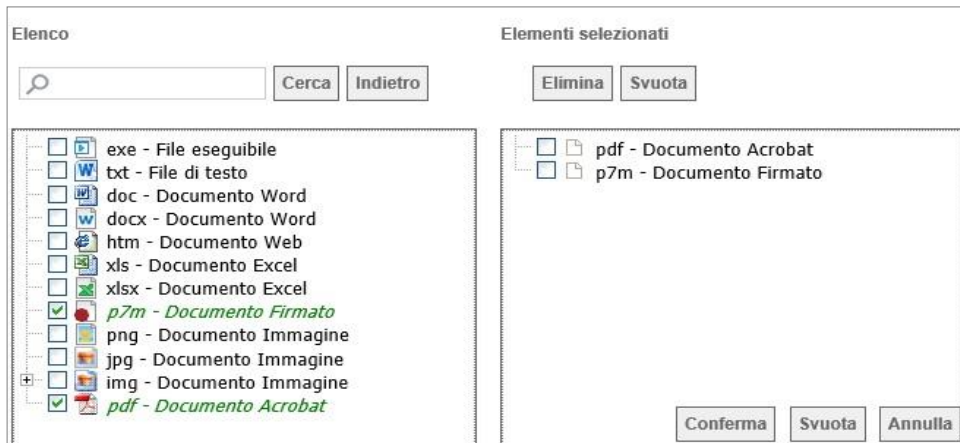 Elenco
Cerca
Indietro
exe - File eseguibile
txt - File di testo
doc - Documento Word
docx - Documento Word
htm - Documento Web
xls - Documento Excel
xlsx - Documento Excel
p7m - Documento Firmato
png - Documento Immagine
jpg - Documento Immagine
img - Documento Immagine
pdf - Documento Acrobat
Elementi selezionati
Elimina
Svuota
pdf - Documento Acrobat
p7m - Documento Firmato
Conferma
Svuota
Annulla